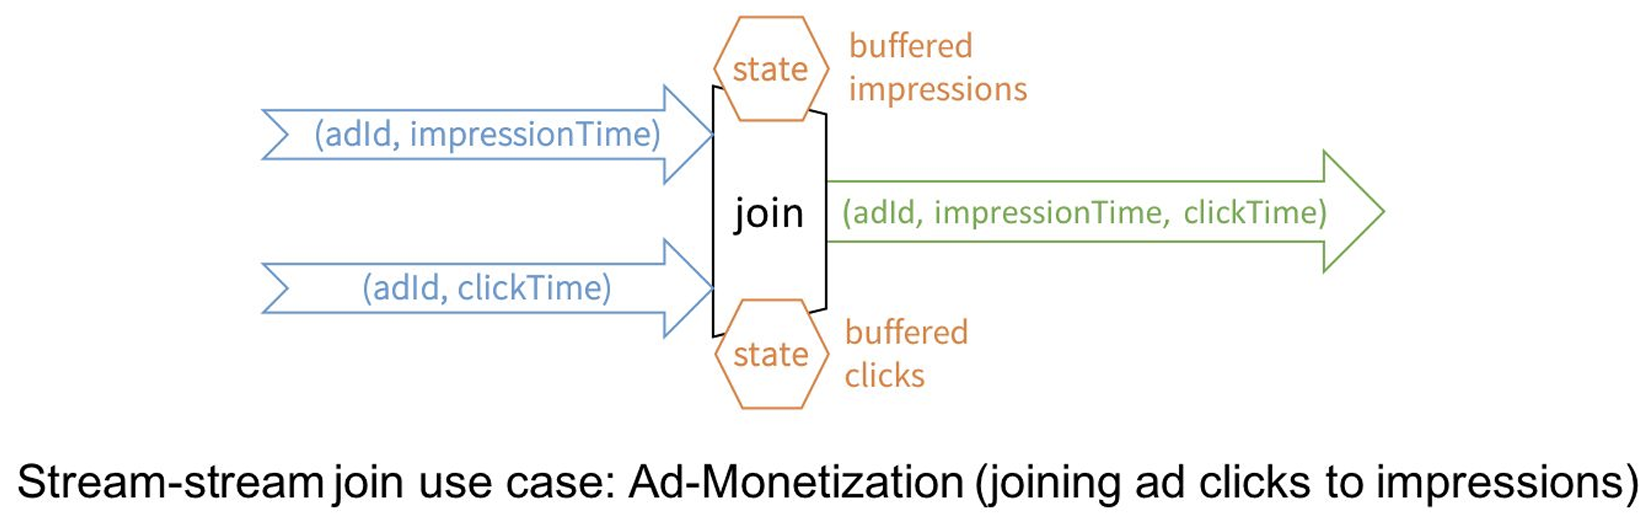 state
buffered
impressions
(adId, impressionTime)
join
(adId, impressionTime, clickTime)
(adId, clickTime)
state
buffered
clicks
Stream-stream join use case: Ad-Monetization (joining ad clicks to impressions)